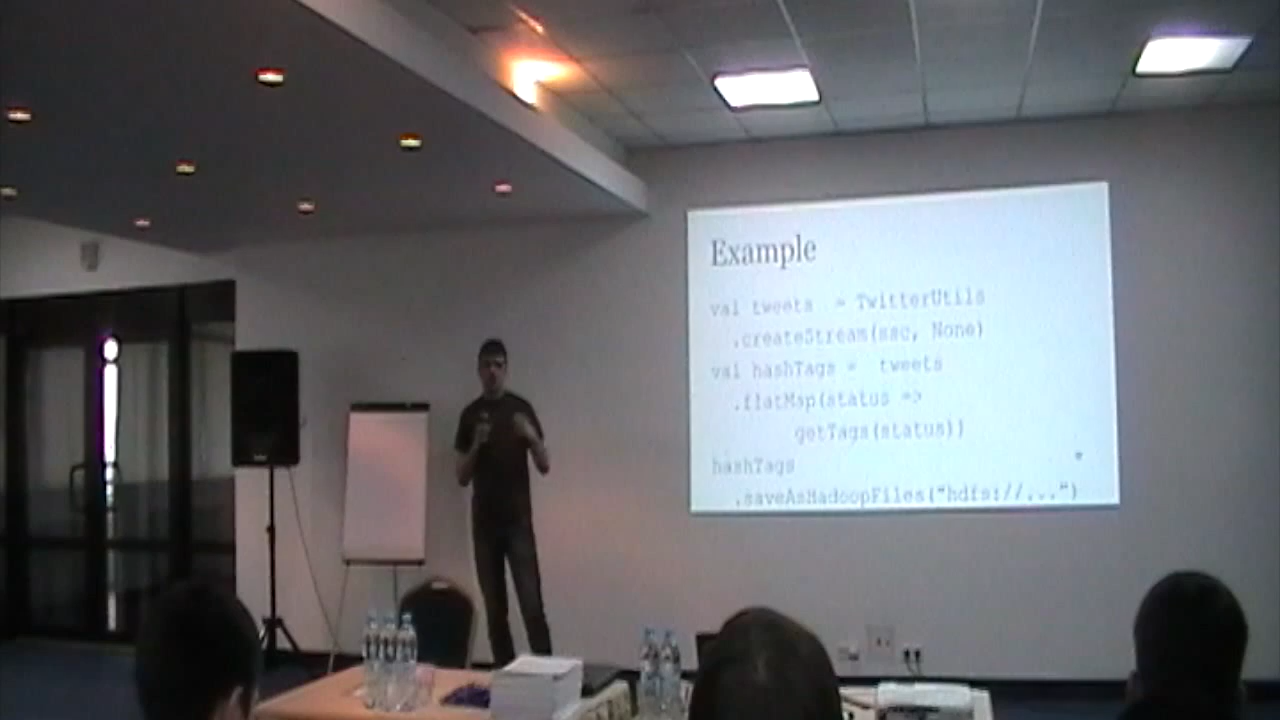 Example
val tweets = TwitterUtils
.createStream(ssc, None)
val hashTags = tweets
.flatMap(status =>
getTags(status))
hashTags
.saveAsHadoopFiles("hdfs://...")